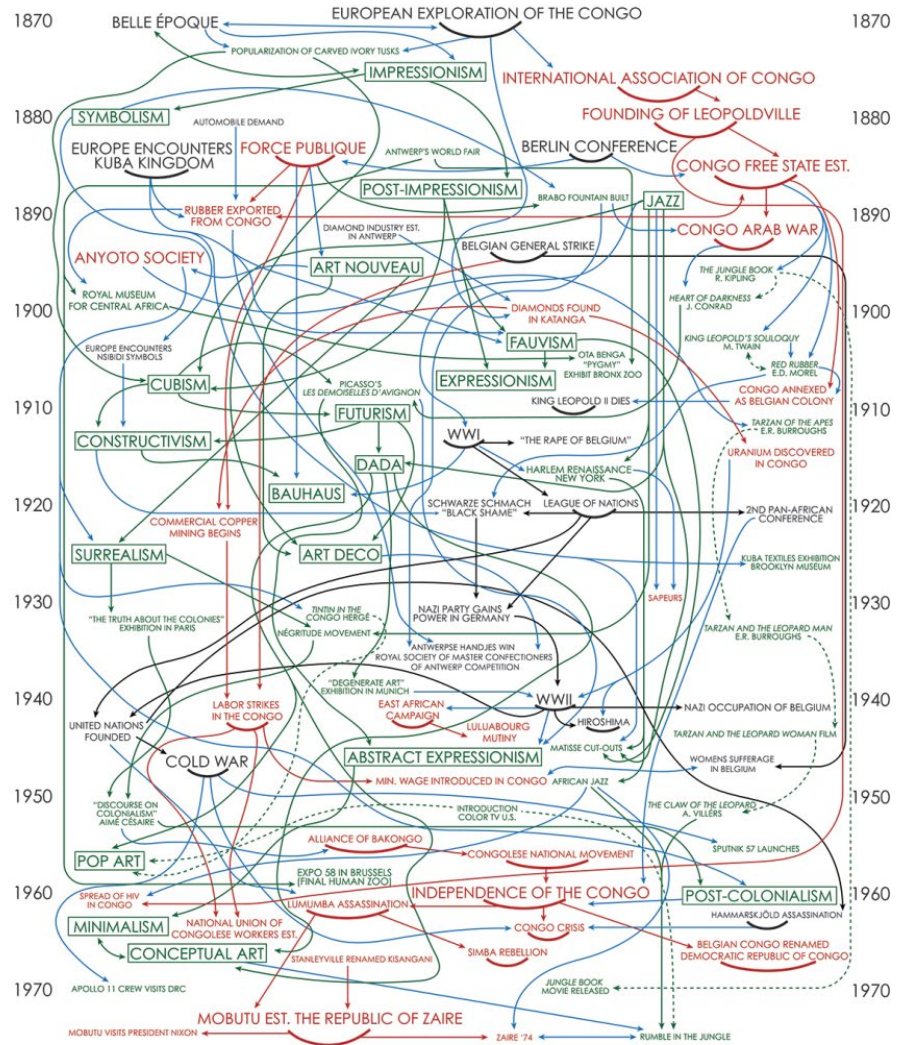 1870
BELLE ÉPOQUE
EUROPEAN EXPLORATION OF THE CONGO
1870
POPULARIZATION OF CARVED IVORY TUSKS
IMPRESSIONISM
INTERNATIONAL ASSOCIATION OF CONGO
1880
SYMBOLISM
AUTOMOBILE DEMAND
FOUNDING OF LEOPOLDVILLE
1880
EUROPE ENCOUNTERS
KUBA KINGDOM
FORCE PUBLIQUE
ANTWERP'S WORLD FAIR
BERLIN CONFERENCE
CONGO FREE STATE EST.
POST-IMPRESSIONISM
BRABO FOUNTAIN BUILT
JAZZ
1890
RUBBER EXPORTED
FROM CONGO
DIAMOND INDUSTRY EST.
IN ANTWERP
CONGO ARAB WAR
1890
ANYOTO SOCIETY
ART NOUVEAU
BELGIAN GENERAL STRIKE
THE JUNGLE BOOK
R. KIPLING
1900
ROYAL MUSEUM
FOR CENTRAL AFRICA
DIAMONDS FOUND
IN KATANGA
HEART OF DARKNESS
J. CONRAD
1900
EUROPE ENCOUNTERS
NSIBIDI SYMBOLS
FAUVISM
KING LEOPOLD'S SOLILOQUY
M. TWAIN
CUBISM
PICASSO'S
LES DEMOISELLES D'AVIGNON
EXPRESSIONISM
OTA BENGA
"PYGMY"
EXHIBIT BRONX ZOO
RED RUBBER
E.D. MOREL
1910
FUTURISM
KING LEOPOLD II DIES
CONGO ANNEXED
AS BELGIAN COLONY
1910
CONSTRUCTIVISM
WWI
"THE RAPE OF BELGIUM"
TARZAN OF THE APES
E.R. BURROUGHS
DADA
HARLEM RENAISSANCE
NEW YORK
URANIUM DISCOVERED
IN CONGO
BAUHAUS
1920
COMMERCIAL COPPER
MINING BEGINS
SCHWARZE SCHMACH
"BLACK SHAME"
LEAGUE OF NATIONS
2ND PAN-AFRICAN
CONFERENCE
1920
SURREALISM
ART DECO
KUBA TEXTILES EXHIBITION
BROOKLYN MUSEUM
1930
"THE TRUTH ABOUT THE COLONIES"
EXHIBITION IN PARIS
TINTIN IN THE
CONGO HERGÉ
NÉGRITUDE MOVEMENT
NAZI PARTY GAINS
POWER IN GERMANY
SAPEURS
1930
ANTWERPSE HANDJES WIN
ROYAL SOCIETY OF MASTER CONFECTIONERS
OF ANTWERP COMPETITION
TARZAN AND THE LEOPARD MAN
E.R. BURROUGHS
1940
"DEGENERATE ART"
EXHIBITION IN MUNICH
WWII
1940
UNITED NATIONS
FOUNDED
LABOR STRIKES
IN THE CONGO
EAST AFRICAN
CAMPAIGN
LULUABOURG
MUTINY
HIROSHIMA
NAZI OCCUPATION OF BELGIUM
COLD WAR
ABSTRACT EXPRESSIONISM
MATISSE CUT-OUTS
TARZAN AND THE LEOPARD WOMAN FILM
MIN. WAGE INTRODUCED IN CONGO
AFRICAN JAZZ
WOMENS SUFFERAGE
IN BELGIUM
1950
"DISCOURSE ON
COLONIALISM"
AIMÉ CÉSAIRE
INTRODUCTION
COLOR TV U.S.
THE CLAW OF THE LEOPARD
A. VILLERS
1950
POP ART
ALLIANCE OF BAKONGO
CONGOLESE NATIONAL MOVEMENT
SPUTNIK 57 LAUNCHES
1960
SPREAD OF HIV
IN CONGO
EXPO 58 IN BRUSSELS
(FINAL HUMAN ZOO)
LUMUMBA ASSASSINATION
INDEPENDENCE OF THE CONGO
POST-COLONIALISM
1960
MINIMALISM
NATIONAL UNION OF
CONGOLESE WORKERS EST.
CONGO CRISIS
HAMMARSKJÖLD ASSASSINATION
CONCEPTUAL ART
STANLEYVILLE RENAMED KISANGANI
SIMBA REBELLION
BELGIAN CONGO RENAMED
DEMOCRATIC REPUBLIC OF CONGO
1970
APOLLO 11 CREW VISITS DRC
JUNGLE BOOK
MOVIE RELEASED
1970
MOBUTU EST. THE REPUBLIC OF ZAIRE
MOBUTU VISITS PRESIDENT NIXON
ZAIRE '74
RUMBLE IN THE JUNGLE